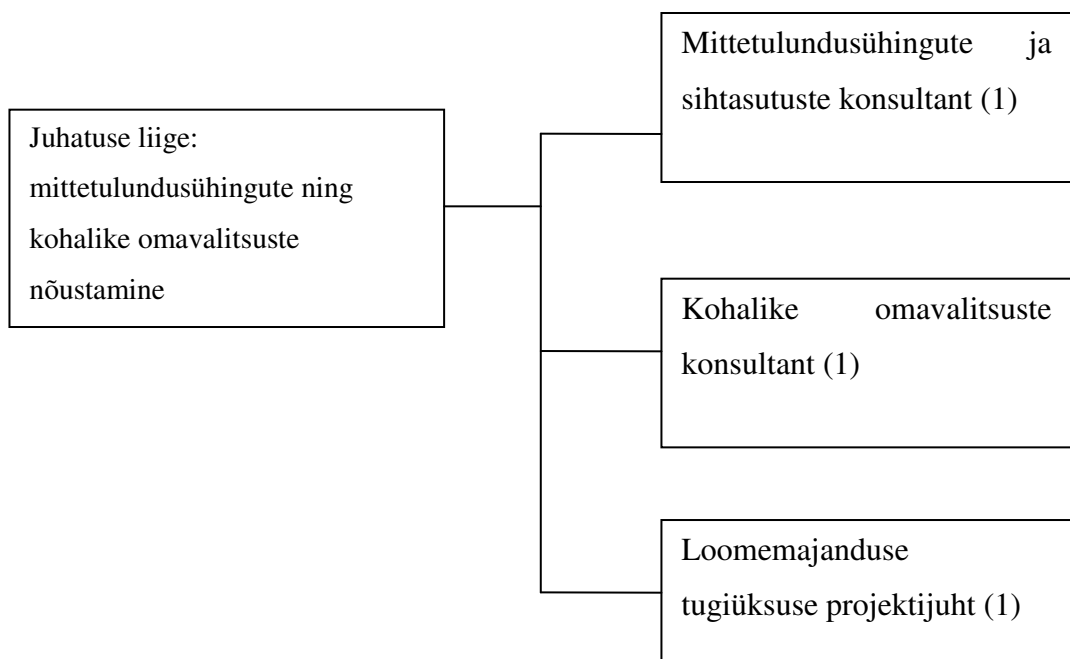 Juhatuse liige:
mittetulundusühingute ning
kohalike omavalitsuste
nõustamine
Mittetulundusühingute ja
sihtasutuste konsultant (1)
Kohalike omavalitsuste
konsultant (1)
Loomemajanduse
tugiüksuse projektijuht (1)